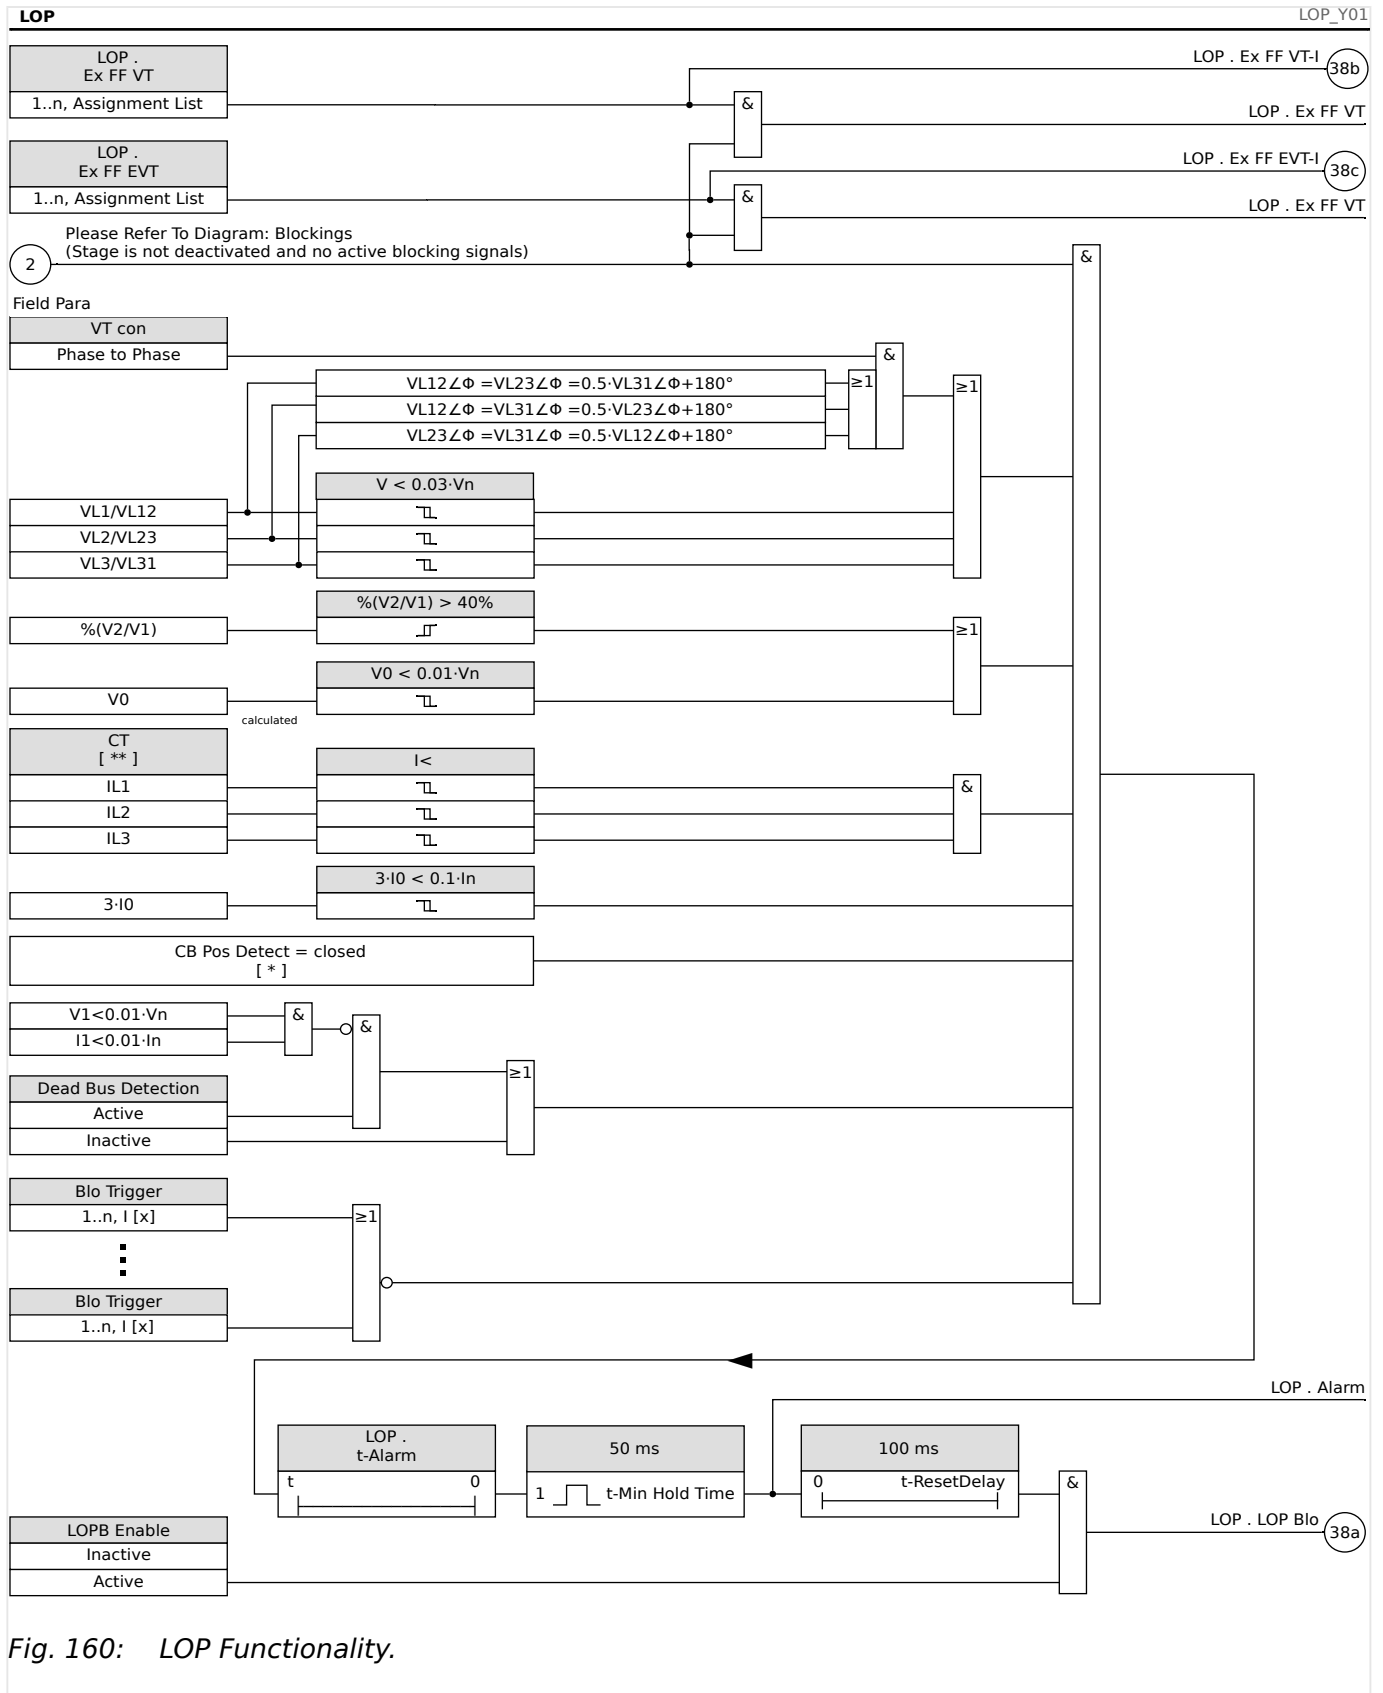 LOP
LOP_Y01
LOP .
Ex FF VT
1..n, Assignment List
&
LOP . Ex FF VT-I
38b
LOP . Ex FF VT
LOP .
Ex FF EVT
1..n, Assignment List
&
LOP . Ex FF EVT-I
38c
LOP . Ex FF VT
Please Refer To Diagram: Blockings
(Stage is not deactivated and no active blocking signals)
2
&
Field Para
VT con
Phase to Phase
&
VL12∠Φ =VL23∠Φ =0.5·VL31∠Φ+180°
≥1
≥1
VL12∠Φ =VL31∠Φ =0.5·VL23∠Φ+180°
VL23∠Φ =VL31∠Φ =0.5·VL12∠Φ+180°
V < 0.03·Vn
VL1/VL12
VL2/VL23
VL3/VL31
%(V2/V1) > 40%
%(V2/V1)
≥1
V0 < 0.01·Vn
V0
calculated
CT
[ ** ]
I<
IL1
&
IL2
IL3
3·I0 < 0.1·In
3·I0
CB Pos Detect = closed
[ * ]
V1<0.01·Vn
&
&
I1<0.01·In
≥1
Dead Bus Detection
Active
Inactive
Blo Trigger
1..n, I [x]
≥1
Blo Trigger
1..n, I [x]
LOP . Alarm
LOP .
t-Alarm
t 0
50 ms
1 t-Min Hold Time
100 ms
0 t-ResetDelay
&
LOP . LOP Blo
38a
LOPB Enable
Inactive
Active
Fig. 160: LOP Functionality.